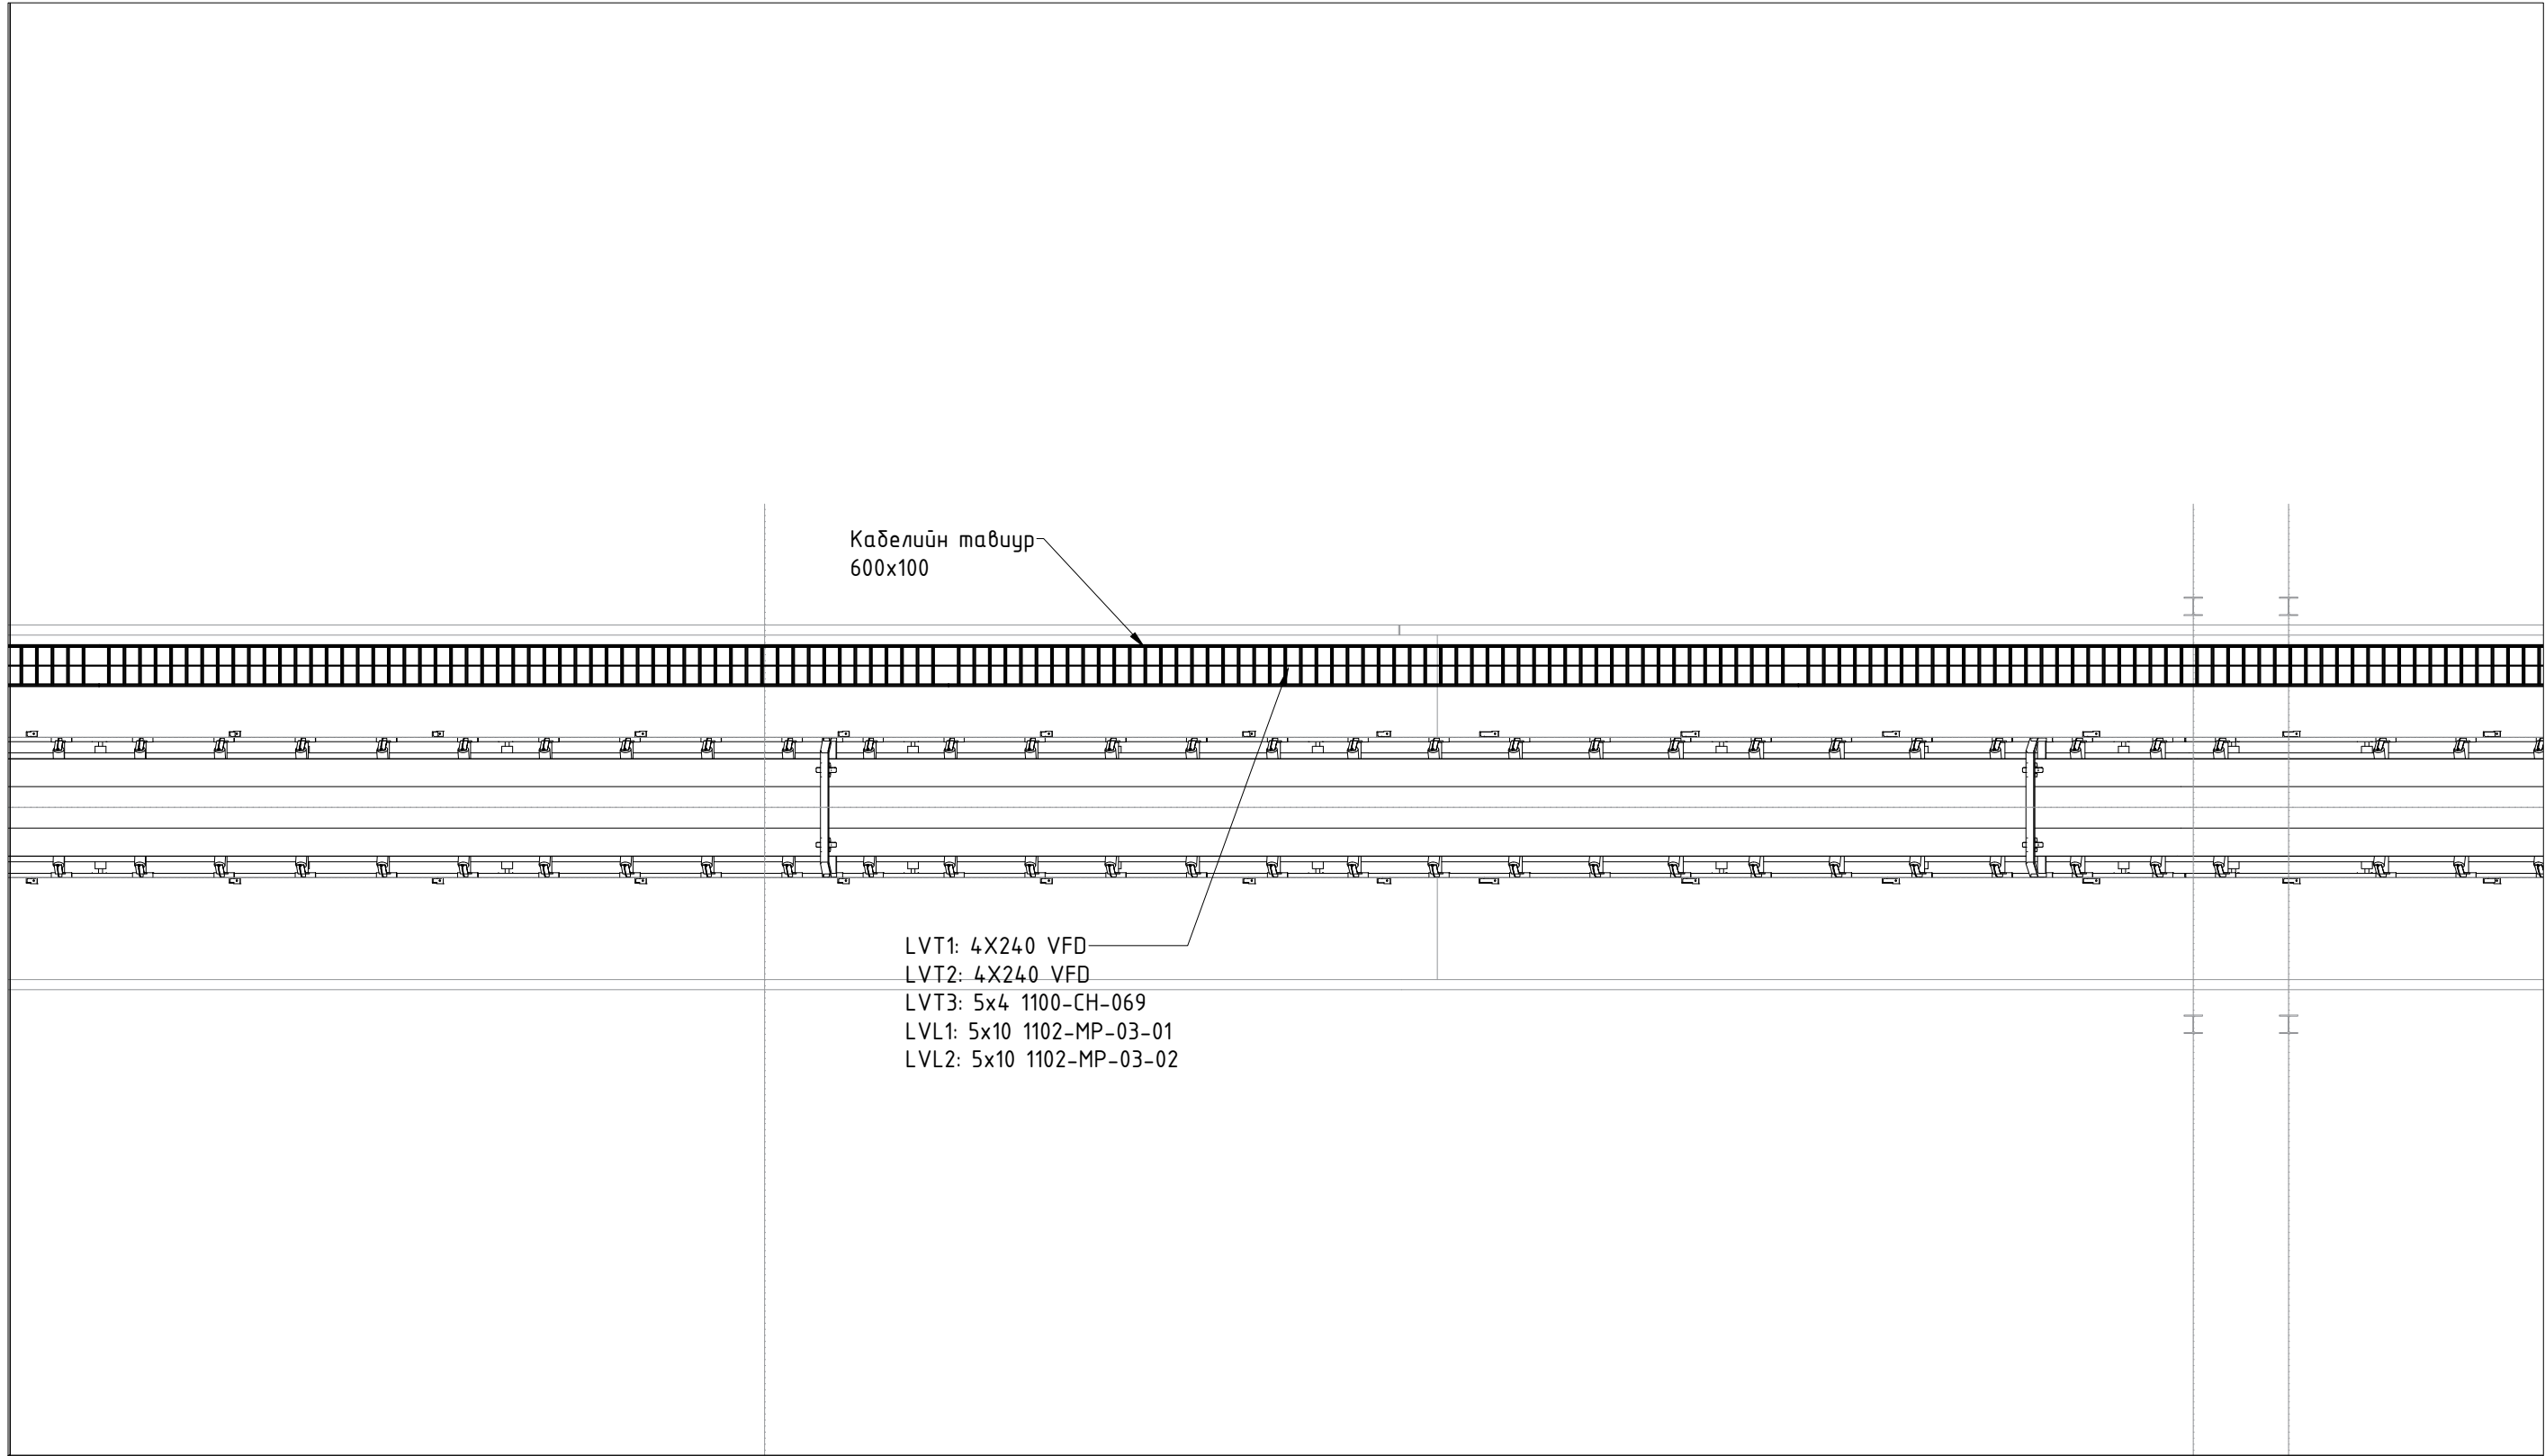 Кабелийн тавиур
600x100
LVT1: 4X240 VFD
LVT2: 4X240 VFD
LVT3: 5x4 1100-CH-069
LVL1: 5x10 1102-MP-03-01
LVL2: 5x10 1102-MP-03-02